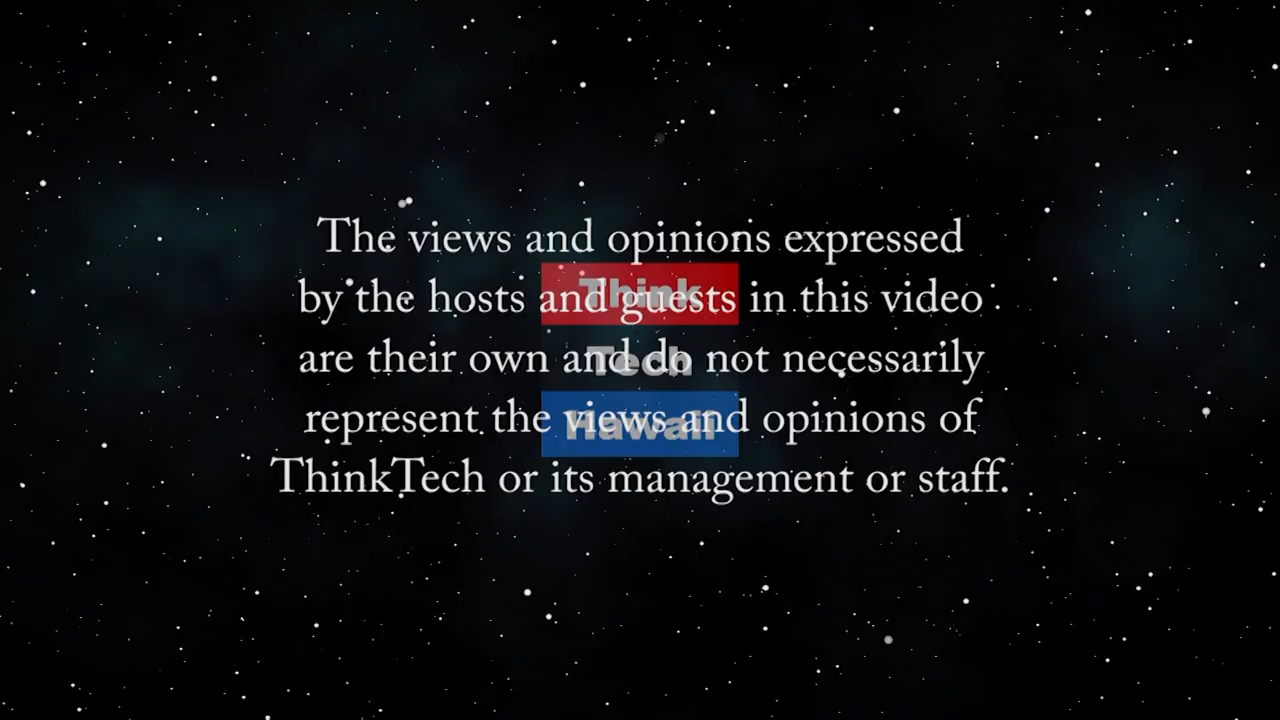 The views and opinions expressed
by the hosts and guests in this video
are their own and do not necessarily
represent the views and opinions of
ThinkTech or its management or staff.
Think
Tech
Hawaii